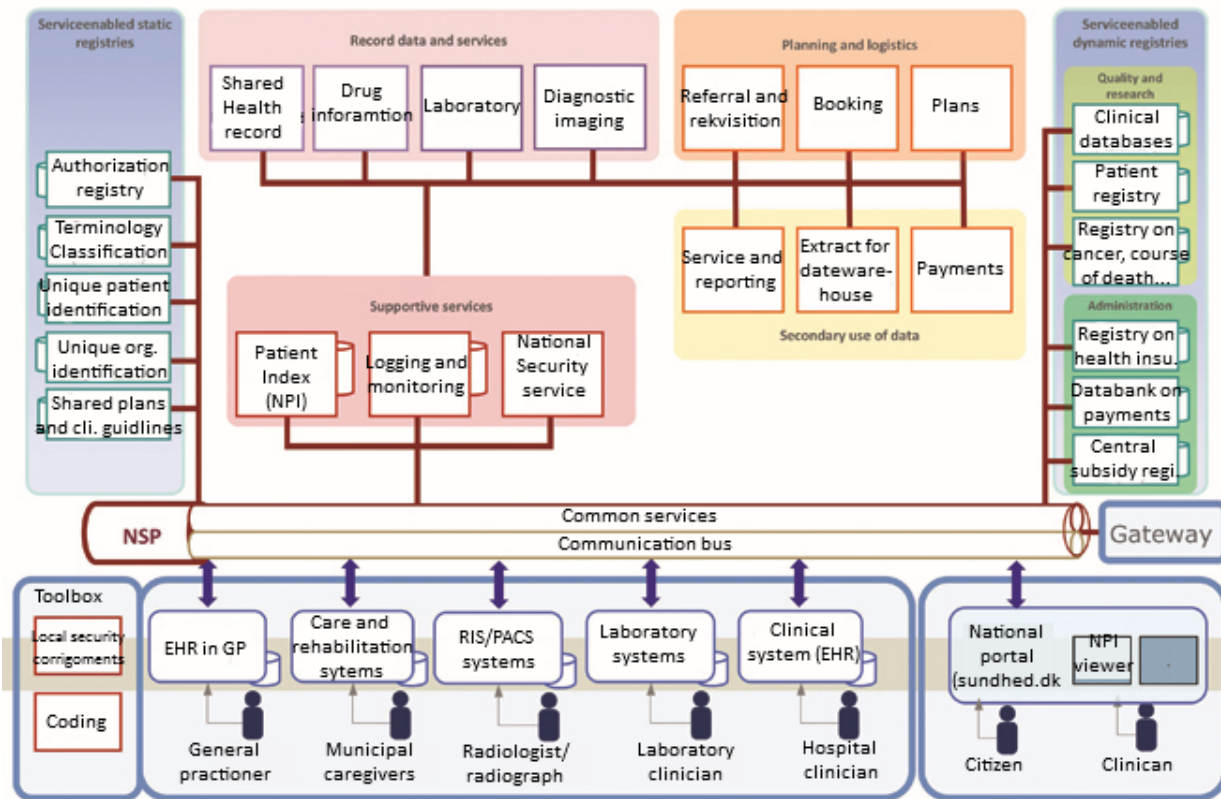 Serviceenabled static
registries
Authorization
registry
Terminology
Classification
Unique patient
identification
Unique org.
identification
Shared plans
and cli. guidlines
Record data and services
Shared
Health
record
Drug
inforamtion
Laboratory
Diagnostic
imaging
Planning and logistics
Referral and
rekvisition
Booking
Plans
Service and
reporting
Extract for
dateware-
house
Payments
Secondary use of data
Supportive services
Patient
Index
(NPI)
Logging and
monitoring
National
Security
service
Serviceenabled
dynamic registries
Quality and
research
Clinical
databases
Patient
registry
Registry on
cancer, course
of death...
Administration
Registry on
health insu.
Databank on
payments
Central
subsidy regi.
NSP
Common services
Communication bus
Gateway
Toolbox
Local security
corrigoments
Coding
EHR in GP
Care and
rehabilitation
sytems
RIS/PACS
systems
Laboratory
systems
Clinical
system (EHR)
National
portal
(sundhed.dk
NPI
viewer
.
General
practioner
Municipal
caregivers
Radiologist/
radiograph
Laboratory
clinician
Hospital
clinician
Citizen
Clinican